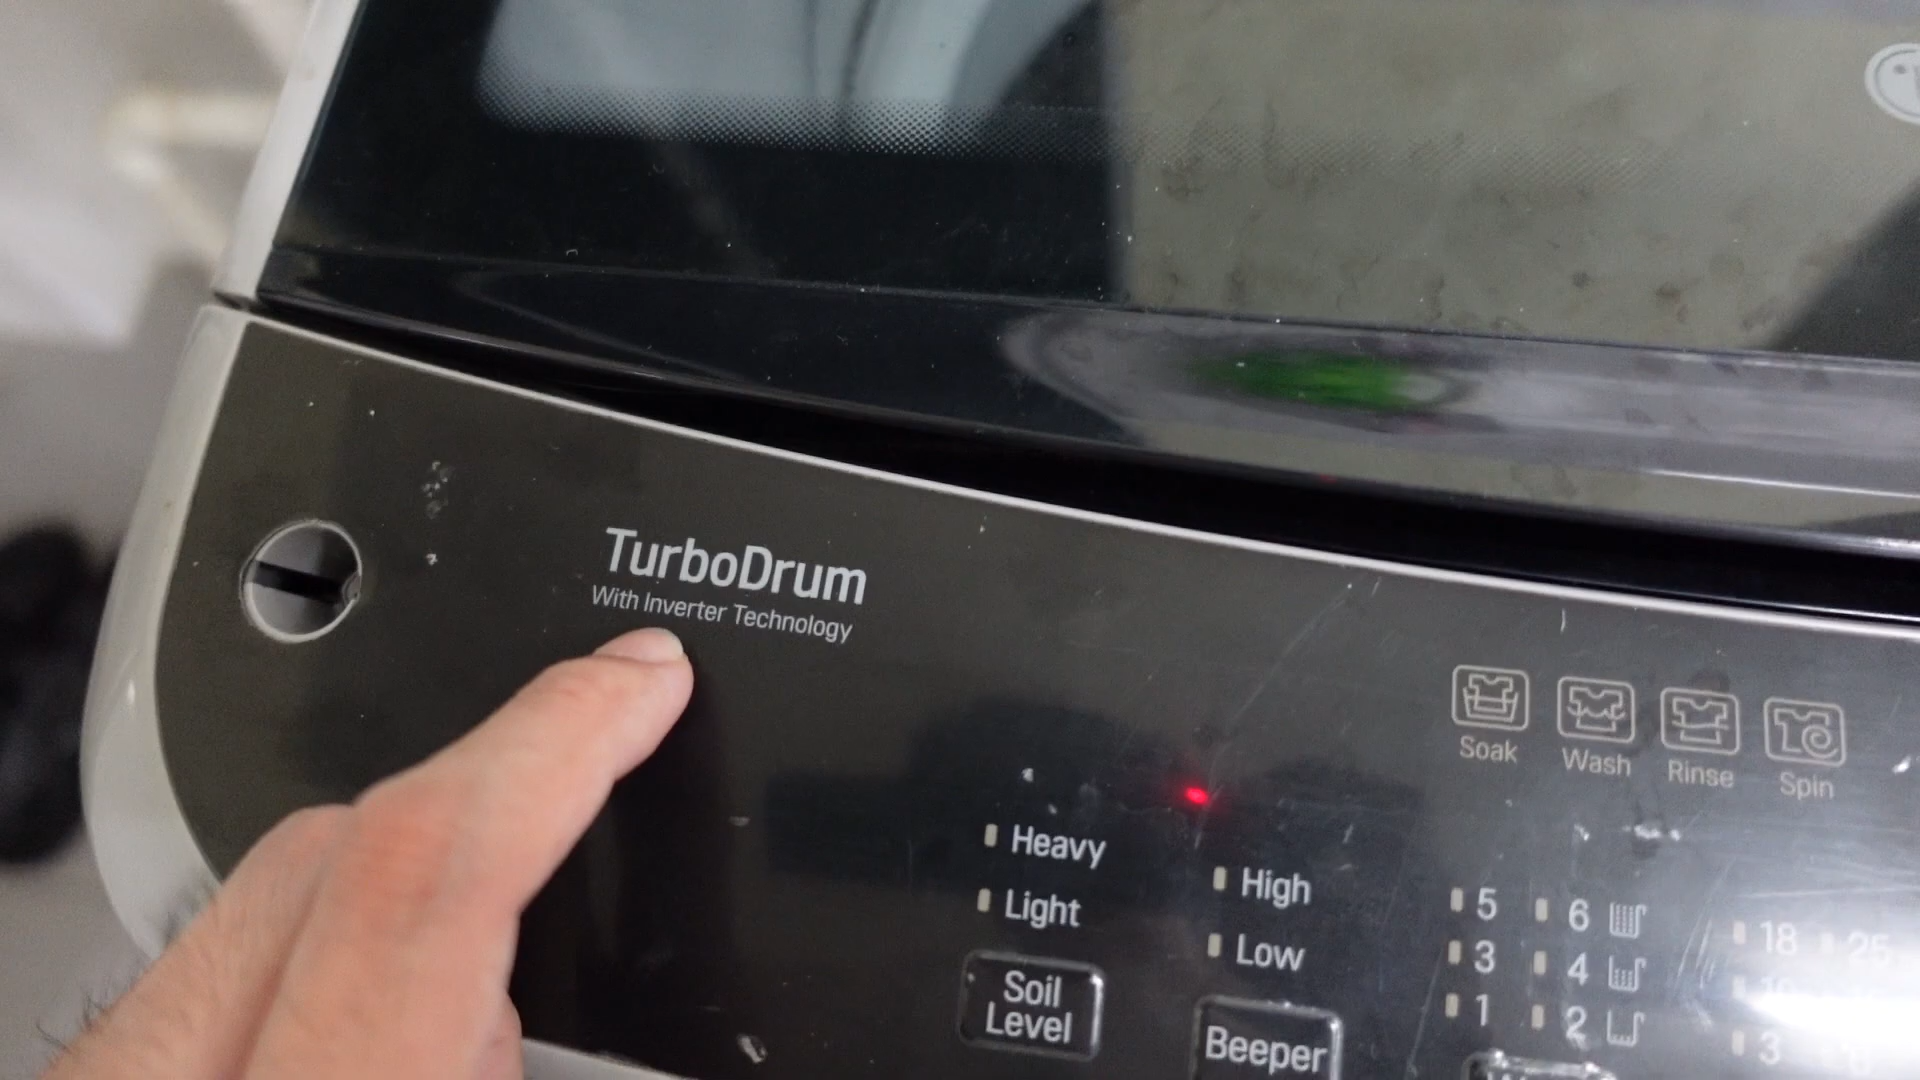 TurboDrum
With Inverter Technology
Soak
Wash
Rinse
Spin
Heavy
Light
Soil
Level
High
Low
Beeper
5 6
3 4
1 2
18 25
3